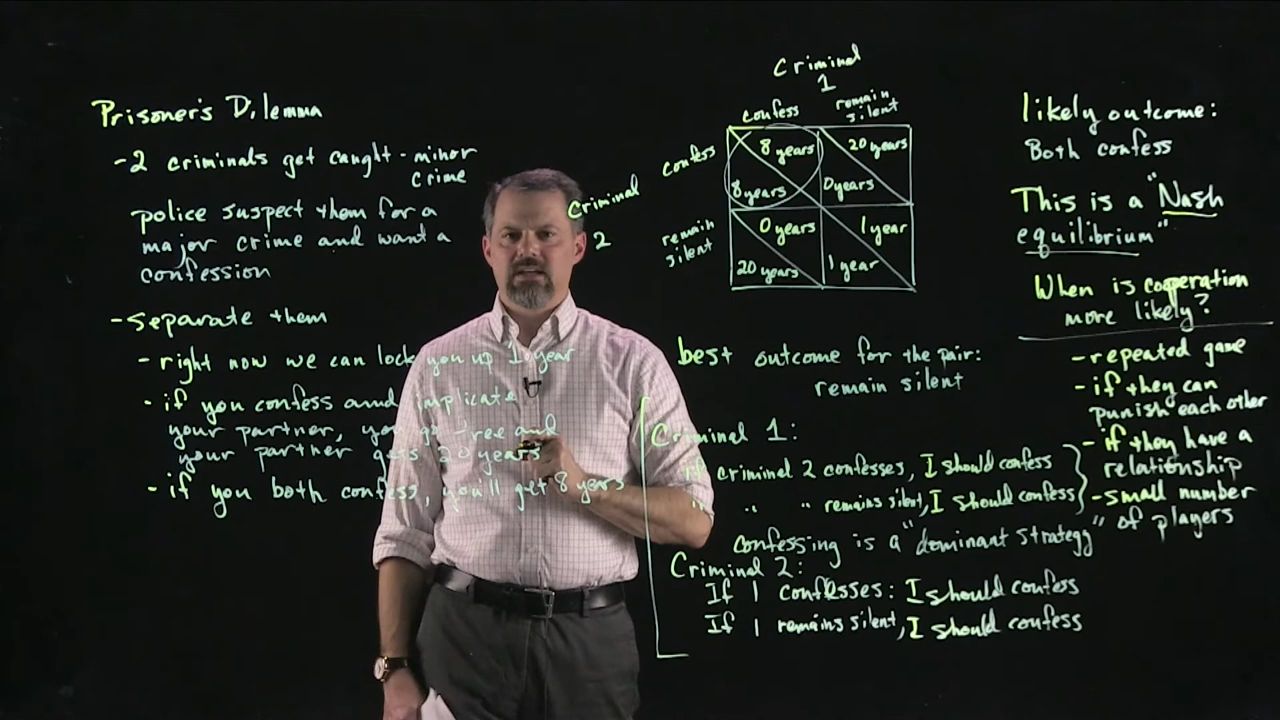 Prisoner's Dilemma
-2 criminals get caught - minor
crime
police suspect them for a
major crime and want a
confession
-separate them
- right now we can lock you up 1 year
- if you confess and implicate
your partner, you go free and
your partner gets 20 years
- if you both confess, you'll get 8 years
Criminal
1
confess
remain
silent
Criminal
2
confess
8 years
20 years
8 years
0 years
remain
silent
0 years
1 year
20 years
1 year
best outcome for the pair:
remain silent
Criminal 1:
if criminal 2 confesses, I should confess
" " " remains silent, I should confess
Confessing is a "dominant strategy"
Criminal 2:
If 1 confesses: I should confess
If 1 remains silent, I should confess
likely outcome:
Both confess
This is a "Nash
equilibrium"
When is cooperation
more likely?
- repeated game
- if they can
punish each other
- if they have a
relationship
- small number
of players